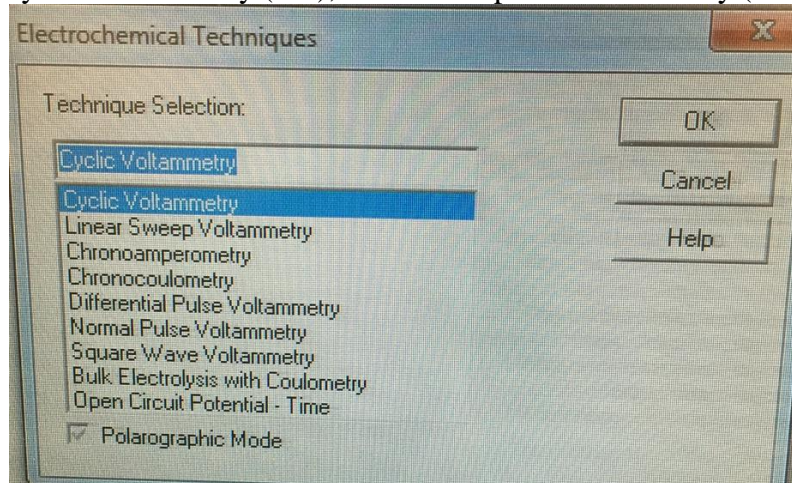 Electrochemical Techniques
X
Technique Selection:
OK
Cyclic Voltammetry
Cancel
Cyclic Voltammetry
Linear Sweep Voltammetry
Help
Chronoamperometry
Chronocoulometry
Differential Pulse Voltammetry
Normal Pulse Voltammetry
Square Wave Voltammetry
Bulk Electrolysis with Coulometry
Open Circuit Potential - Time
Polarographic Mode